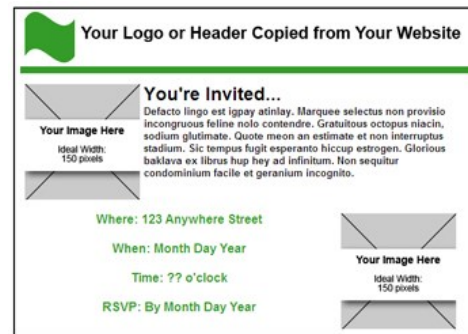 Your Logo or Header Copied from Your Website
You're Invited...
Defacto lingo est igpay atinlay. Marquee selectus non provisio
incongruous feline nolo contendre. Gratuitous octopus niacin,
sodium glutimate. Quote meon an estimate et non interruptus
stadium. Sic tempus fugit esperanto hiccup estrogen. Glorious
baklava ex librus hup hey ad infinitum. Non sequitur
condominium facile et geranium incognito.
Your Image Here
Ideal Width:
150 pixels
Where: 123 Anywhere Street
When: Month Day Year
Time: ?? o'clock
RSVP: By Month Day Year
Your Image Here
Ideal Width:
150 pixels